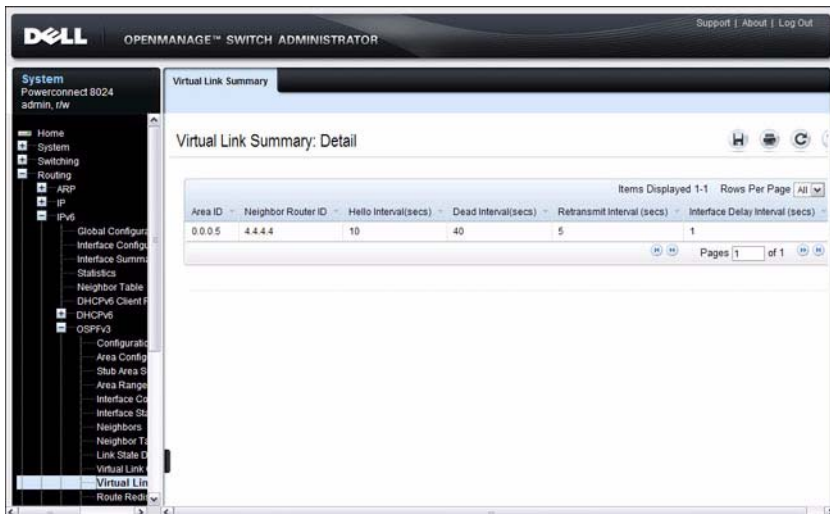 Support | About | Log Out
DELL OPENMANAGE™ SWITCH ADMINISTRATOR
System
Powerconnect 8024
admin, r/w
Virtual Link Summary
Home
System
Switching
Routing
ARP
IP
IPv6
Global Configura
Interface Configu
Interface Summa
Statistics
Neighbor Table
DHCPv6 Client
DHCPv6
OSPFv3
Configuratio
Area Config
Stub Area S
Area Range
Interface Co
Interface Sta
Neighbors
Neighbor Ta
Link State D
Virtual Link
Virtual Lin
Route Redis
Virtual Link Summary: Detail
Items Displayed 1-1 Rows Per Page All
Area ID Neighbor Router ID Hello Interval(secs) Dead Interval(secs) Retransmit Interval (secs) Interface Delay Interval (secs)
0.0.0.5 4.4.4.4 10 40 5 1
Pages 1 of 1